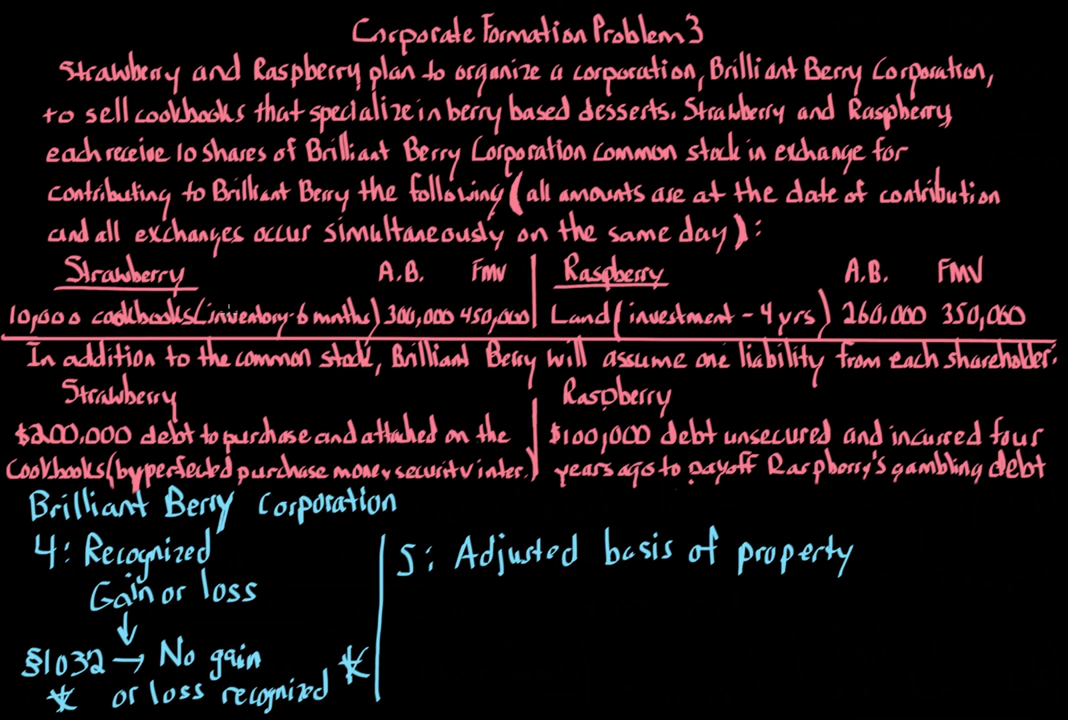 Corporate Formation Problem 3
Strawberry and Raspberry plan to organize a corporation, Brilliant Berry Corporation,
to sell cookbooks that specialize in berry based desserts. Strawberry and Raspberry
each receive 10 shares of Brilliant Berry Corporation common stock in exchange for
contributing to Brilliant Berry the following (all amounts are at the date of contribution
and all exchanges occur simultaneously on the same day):
Strawberry A.B. FMV Raspberry A.B. FMV
10,000 cookbooks (inventory-6 months) 300,000 450,000 Land (investment - 4 yrs) 260,000 350,000
In addition to the common stock, Brilliant Berry will assume one liability from each shareholder:
Strawberry Raspberry
$200,000 debt to purchase and attached on the $100,000 debt unsecured and incurred four
cookbooks (by perfected purchase money security inter.) years ago to payoff Raspberry's gambling debt
Brilliant Berry Corporation
4: Recognized
Gain or loss
§1032 → No gain
or loss recognized
5: Adjusted basis of property